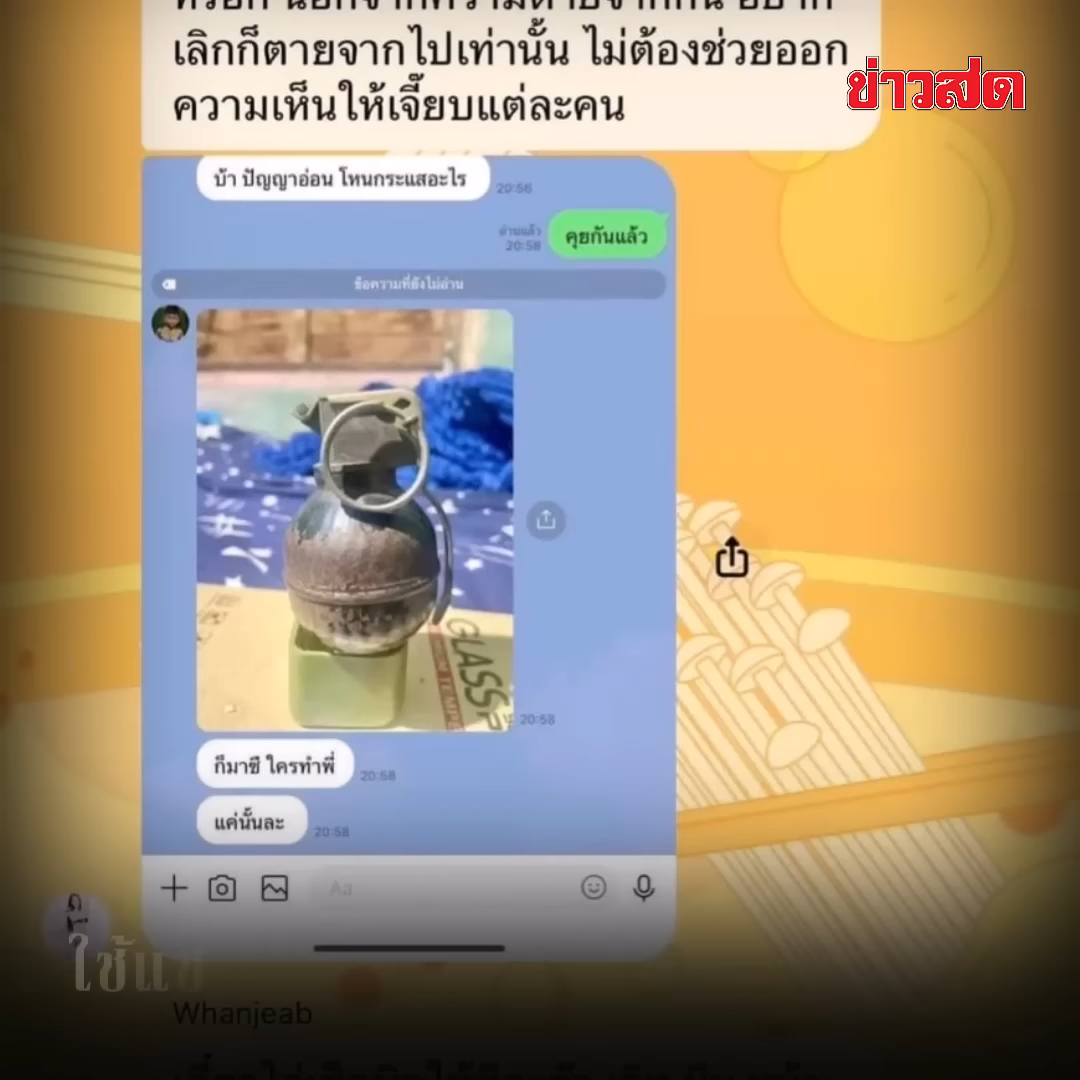 เลิกก็ตายจากไปเท่านั้น ไม่ต้องช่วยออก
ความเห็นให้เจี๊ยบแต่ละคน
ข่าวสด
บ้า ปัญญาอ่อน โหนกระแสอะไร
20:56
อ่านแล้ว
20:58
คุยกันแล้ว
ข้อความที่ยังไม่อ่าน
20:58
ก็มาซี ใครทำพี่
20:58
แค่นั้นละ
20:58
Aa
Whanjeab